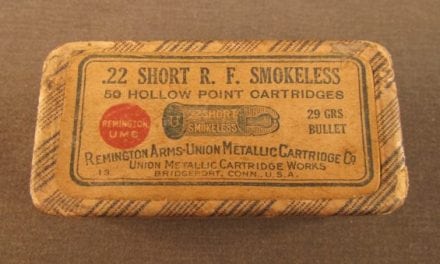 .22 SHORT R. F. SMOKELESS
50 HOLLOW POINT CARTRIDGES
REMINGTON
UMC
U
.22 SHORT
SMOKELESS
29 GRS.
BULLET
REMINGTON ARMS-UNION METALLIC CARTRIDGE CO
UNION METALLIC CARTRIDGE WORKS
13
BRIDGEPORT, CONN., U.S.A.